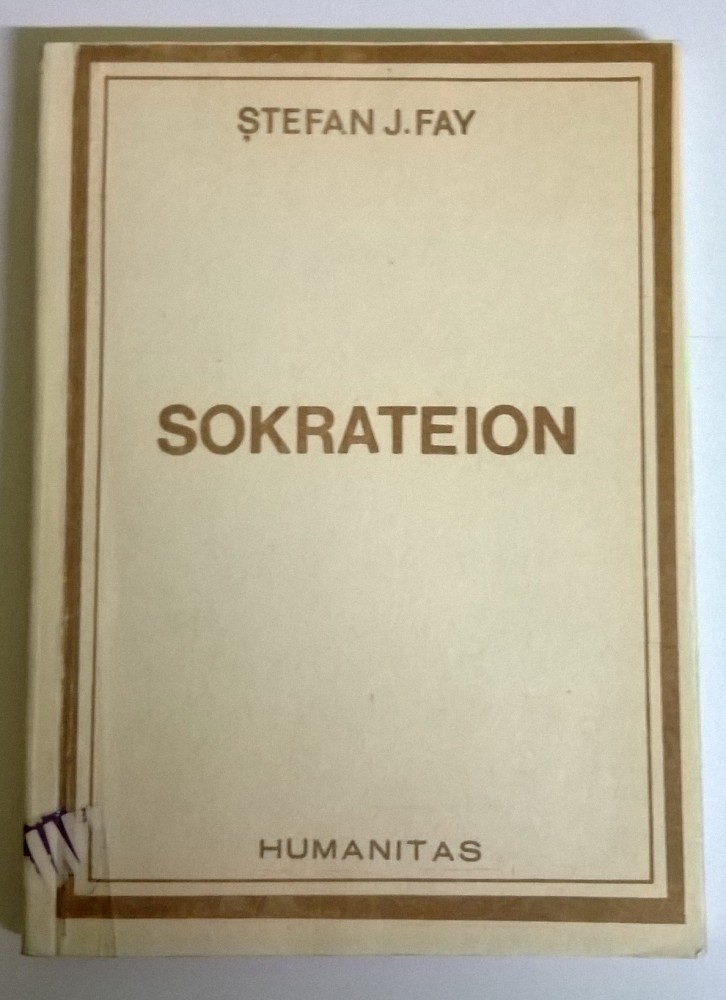 ȘTEFAN J. FAY
SOKRATEION
HUMANITAS